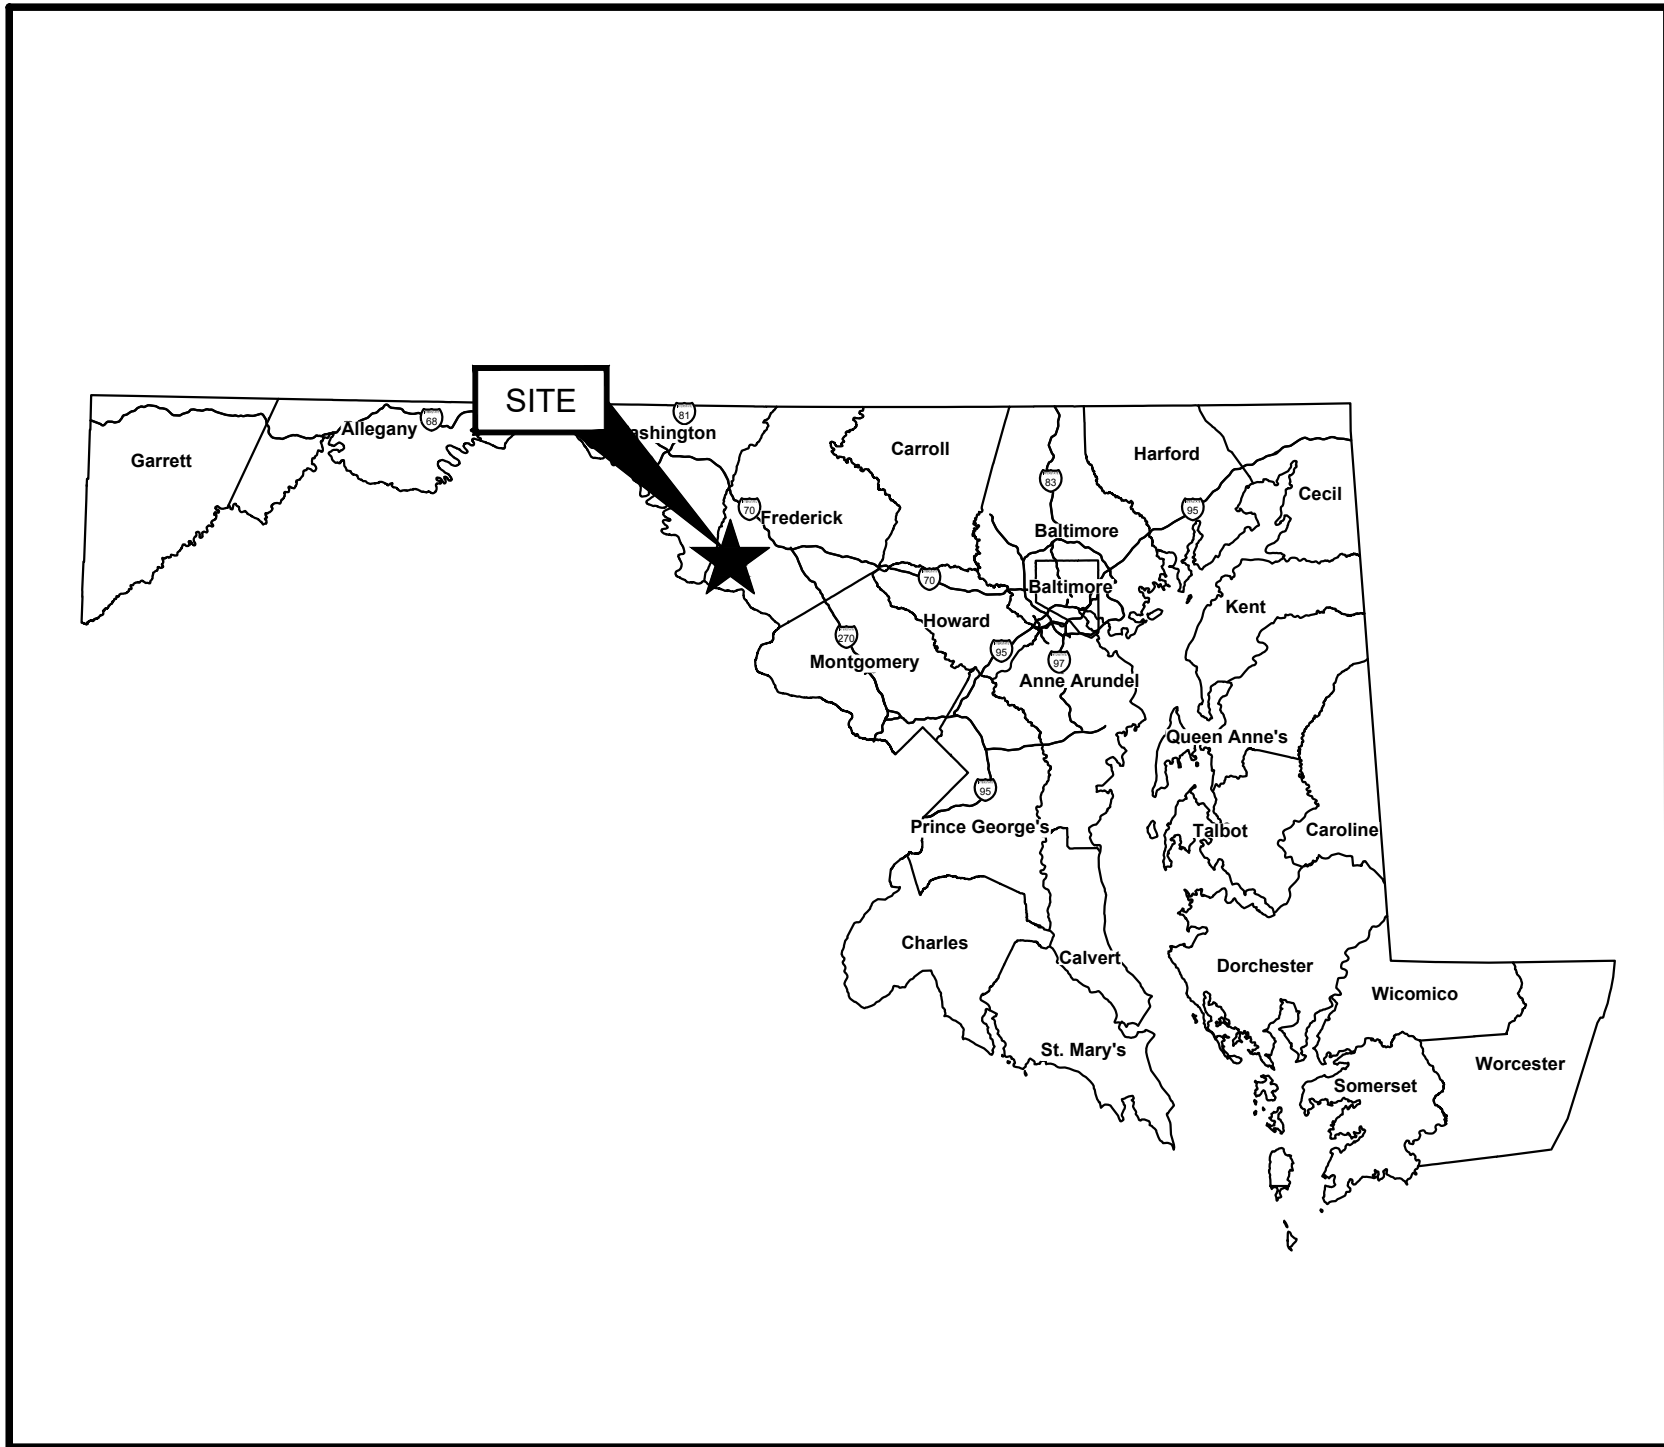 SITE
81
68
Allegany
ashington
Garrett
Carroll
Harford
83
Cecil
70
95
Frederick
Baltimore
70
Baltimore
Kent
Howard
270
95
97
Montgomery
Anne Arundel
Queen Anne's
95
Prince George's
Talbot
Caroline
Charles
Calvert
Dorchester
Wicomico
St. Mary's
Worcester
Somerset